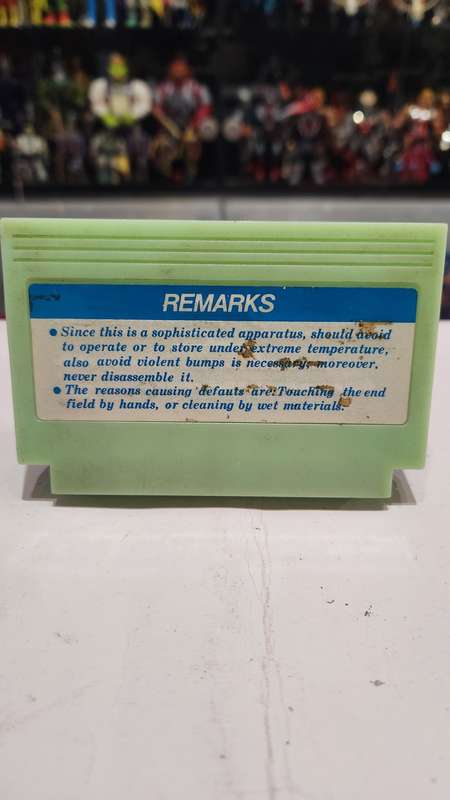 REMARKS
● Since this is a sophisticated apparatus, should avoid
to operate or to store under extreme temperature,
also avoid violent bumps is necessary; moreover,
never disassemble it.
● The reasons causing defauts are: Touching the end
field by hands, or cleaning by wet materials.